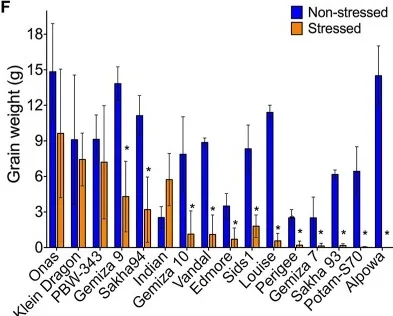 F
Non-stressed
Stressed
Grain weight (g)
18
15
12
9
6
3
0
* * * * * * * * * * * *
Onas
Klein Dragon
PBW-343
Gemiza 9
Sakha94
Indian
Gemiza 10
Vandal
Edmore
Sids1
Louise
Perigee
Gemiza 7
Sakha 93
Potam-S70
Alpowa